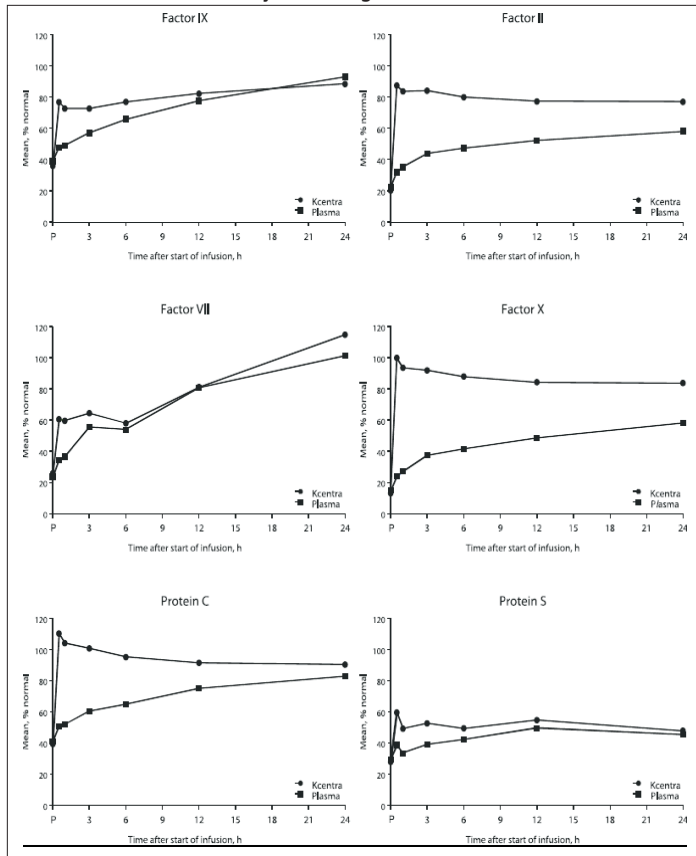 Factor IX
Mean, % normal
120
100
80
60
40
20
0
P 3 6 12 18 15 21 24
Kcentra
Plasma
Time after start of infusion, h
Factor II
Mean, % normal
120
100
80
60
40
20
0
P 3 6 12 18 15 21 24
Kcentra
Plasma
Time after start of infusion, h
Factor VII
Mean, % normal
120
100
80
60
40
20
0
P 3 6 12 18 15 21 24
Kcentra
Plasma
Time after start of infusion, h
Factor X
Mean, % normal
120
100
80
60
40
20
0
P 3 6 12 18 15 21 24
Kcentra
Plasma
Time after start of infusion, h
Protein C
Mean, % normal
120
100
80
60
40
20
0
P 3 6 12 18 15 21 24
Kcentra
Plasma
Time after start of infusion, h
Protein S
Mean, % normal
120
100
80
60
40
20
0
P 3 6 12 18 15 21 24
Kcentra
Plasma
Time after start of infusion, h